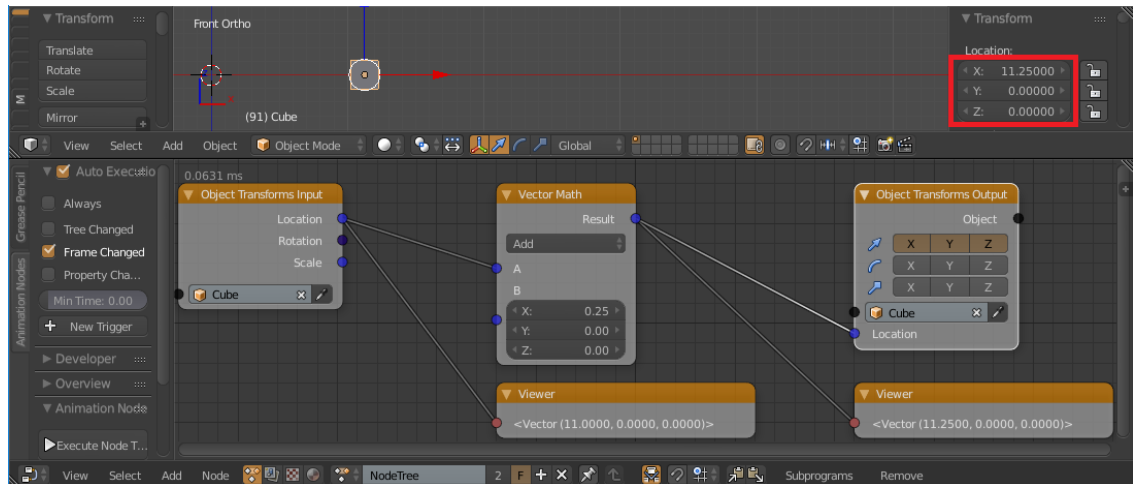 Transform
Translate
Rotate
Scale
Mirror
Front Ortho
(91) Cube
Transform
Location:
X: 11.25000
Y: 0.00000
Z: 0.00000
View Select Add Object Object Mode Global
Grease Pencil
Animation Nodes
Auto Executio
Always
Tree Changed
Frame Changed
Property Cha...
Min Time: 0.00
New Trigger
Developer
Overview
Animation Node
Execute Node T...
0.0631 ms
Object Transforms Input
Location
Rotation
Scale
Cube
Vector Math
Result
Add
A
B
X: 0.25
Y: 0.00
Z: 0.00
Viewer
<Vector (11.0000, 0.0000, 0.0000)>
Object Transforms Output
Object
X Y Z
X Y Z
X Y Z
Cube
Location
Viewer
<Vector (11.2500, 0.0000, 0.0000)>
View Select Add Node NodeTree 2 F Subprograms Remove